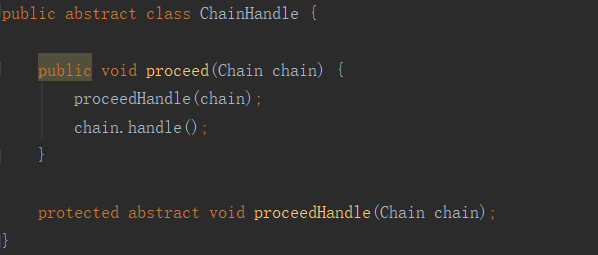 public abstract class ChainHandle {
public void proceed(Chain chain) {
proceedHandle(chain);
chain.handle();
}
protected abstract void proceedHandle(Chain chain);
}